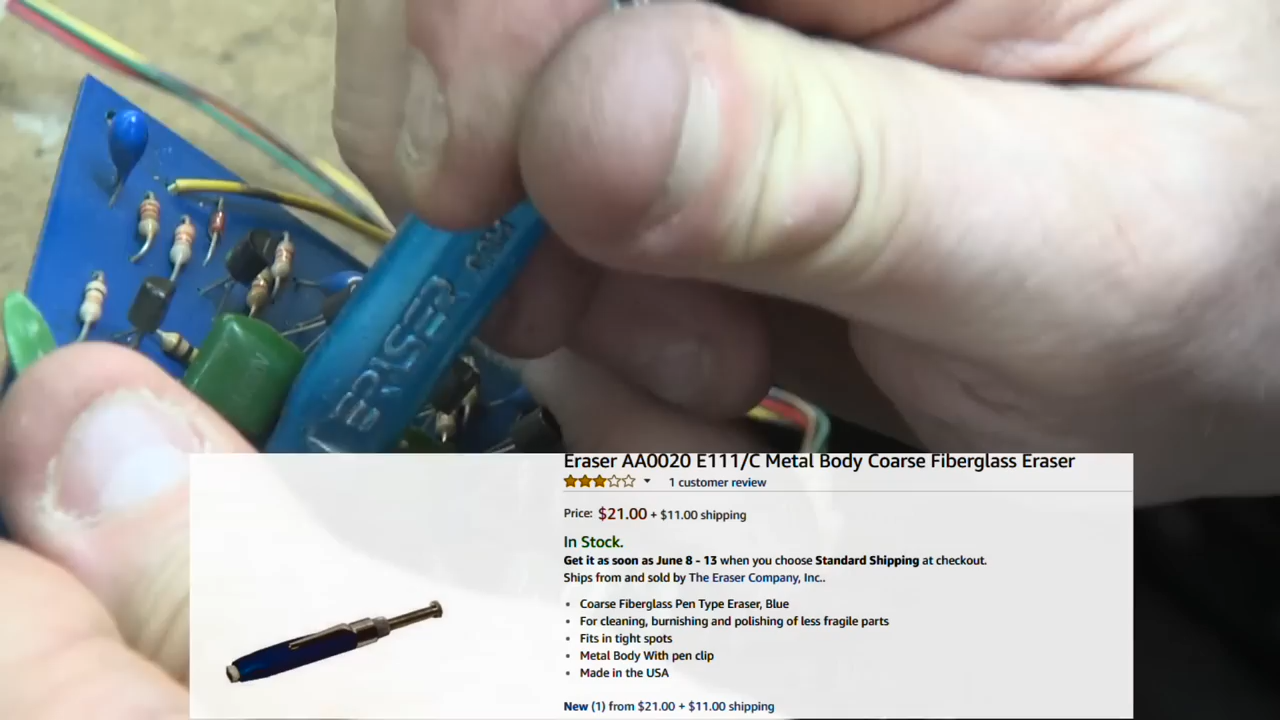 ERISER
Eraser AA0020 E111/C Metal Body Coarse Fiberglass Eraser
1 customer review
Price: $21.00 + $11.00 shipping
In Stock.
Get it as soon as June 8 - 13 when you choose Standard Shipping at checkout.
Ships from and sold by The Eraser Company, Inc..
Coarse Fiberglass Pen Type Eraser, Blue
For cleaning, burnishing and polishing of less fragile parts
Fits in tight spots
Metal Body With pen clip
Made in the USA
New (1) from $21.00 + $11.00 shipping